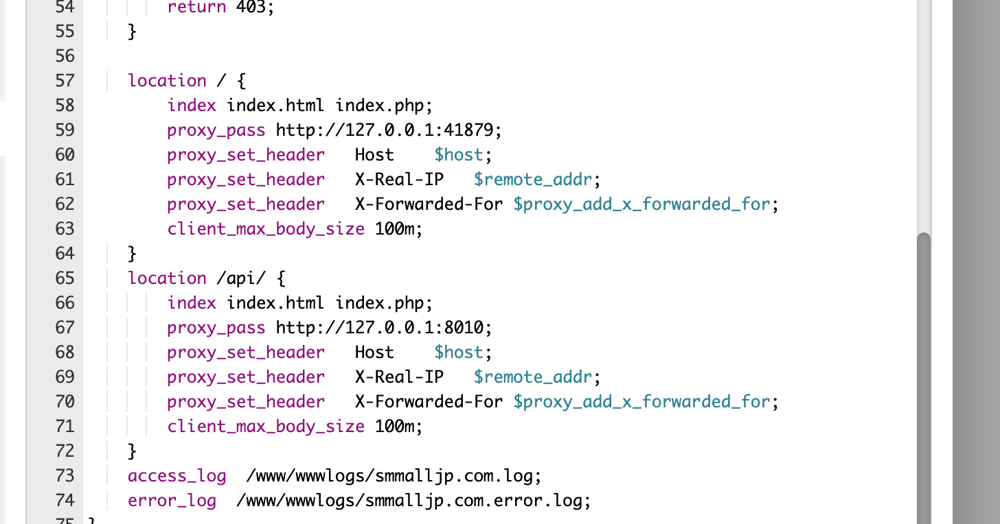 54 return 403;
55 }
56
57 location / {
58 index index.html index.php;
59 proxy_pass http://127.0.0.1:41879;
60 proxy_set_header Host $host;
61 proxy_set_header X-Real-IP $remote_addr;
62 proxy_set_header X-Forwarded-For $proxy_add_x_forwarded_for;
63 client_max_body_size 100m;
64 }
65 location /api/ {
66 index index.html index.php;
67 proxy_pass http://127.0.0.1:8010;
68 proxy_set_header Host $host;
69 proxy_set_header X-Real-IP $remote_addr;
70 proxy_set_header X-Forwarded-For $proxy_add_x_forwarded_for;
71 client_max_body_size 100m;
72 }
73 access_log /www/wwwlogs/smmalljp.com.log;
74 error_log /www/wwwlogs/smmalljp.com.error.log;
75 }